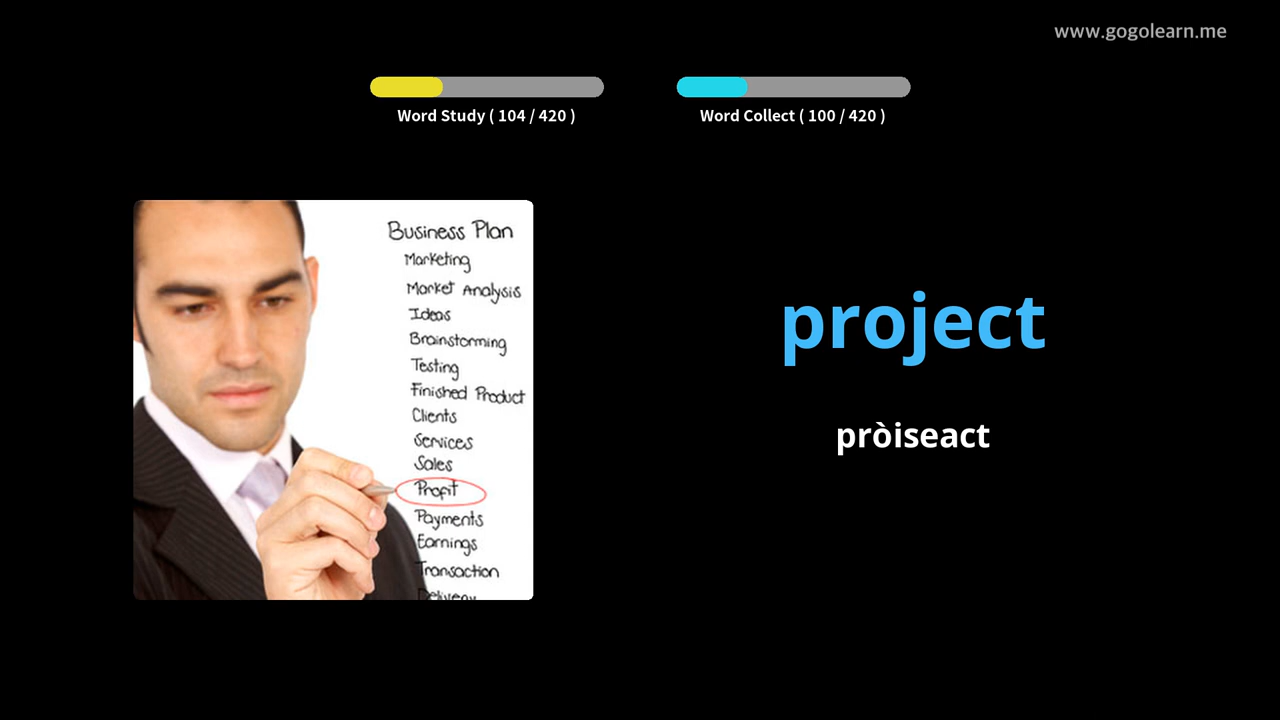 www.gogolearn.me
Word Study ( 104 / 420 )
Word Collect ( 100 / 420 )
Business Plan
Marketing
Market Analysis
Ideas
Brainstorming
Testing
Finished Product
Clients
Services
Sales
Profit
Payments
Earnings
Transaction
Delivery
project
pròiseact